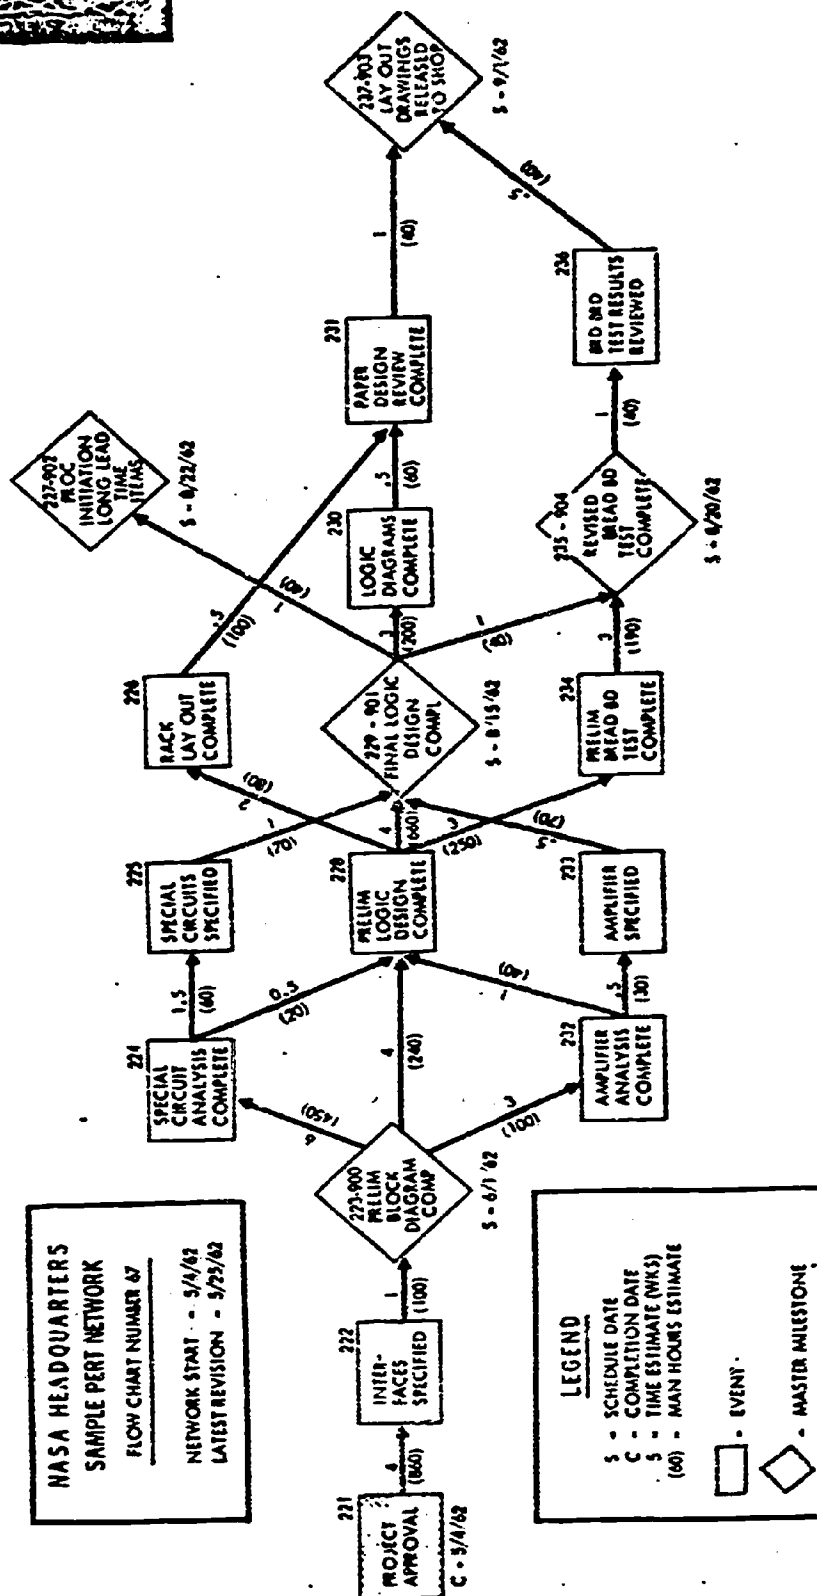 NASA HEADQUARTERS
SAMPLE PERT NETWORK
FLOW CHART NUMBER 67
NETWORK START - 5/4/62
LATEST REVISION - 5/25/62
221
PROJECT
APPROVAL
C = 5/4/62
4
(860)
222
INTER-
FACES
SPECIFIED
1
(100)
223-900
PRELIM
BLOCK
DIAGRAM
COMP
S = 6/1/62
6
(450)
4
(240)
3
(100)
224
SPECIAL
CIRCUIT
ANALYSIS
COMPLETE
1.5
(60)
0.5
(20)
232
AMPLIFIER
ANALYSIS
COMPLETE
1
(40)
.5
(30)
225
SPECIAL
CIRCUITS
SPECIFIED
1
(70)
228
PRELIM
LOGIC
DESIGN
COMPLETE
2
(80)
4
(660)
3
(250)
233
AMPLIFIER
SPECIFIED
.5
(70)
226
RACK
LAY OUT
COMPLETE
.5
(100)
229 - 901
FINAL LOGIC
DESIGN
COMPL
S = 8/15/62
1
(40)
3
(200)
1
234
PRELIM
BREAD BD
TEST
COMPLETE
3
(190)
227-902
PROC
INITIATION
LONG LEAD
TIME
ITEMS
S = 8/22/62
230
LOGIC
DIAGRAMS
COMPLETE
.5
(60)
235 - 904
REVISED
BREAD BD
TEST
COMPLETE
S = 8/20/62
1
(40)
231
PAPER
DESIGN
REVIEW
COMPLETE
1
(40)
236
BRD BRD
TEST RESULTS
REVIEWED
.5
(40)
237-903
LAY OUT
DRAWINGS
RELEASED
TO SHOP
S = 9/1/62
LEGEND
S = SCHEDULE DATE
C = COMPLETION DATE
5 = TIME ESTIMATE (WKS)
(60) = MAN HOURS ESTIMATE
- EVENT
- MASTER MILESTONE